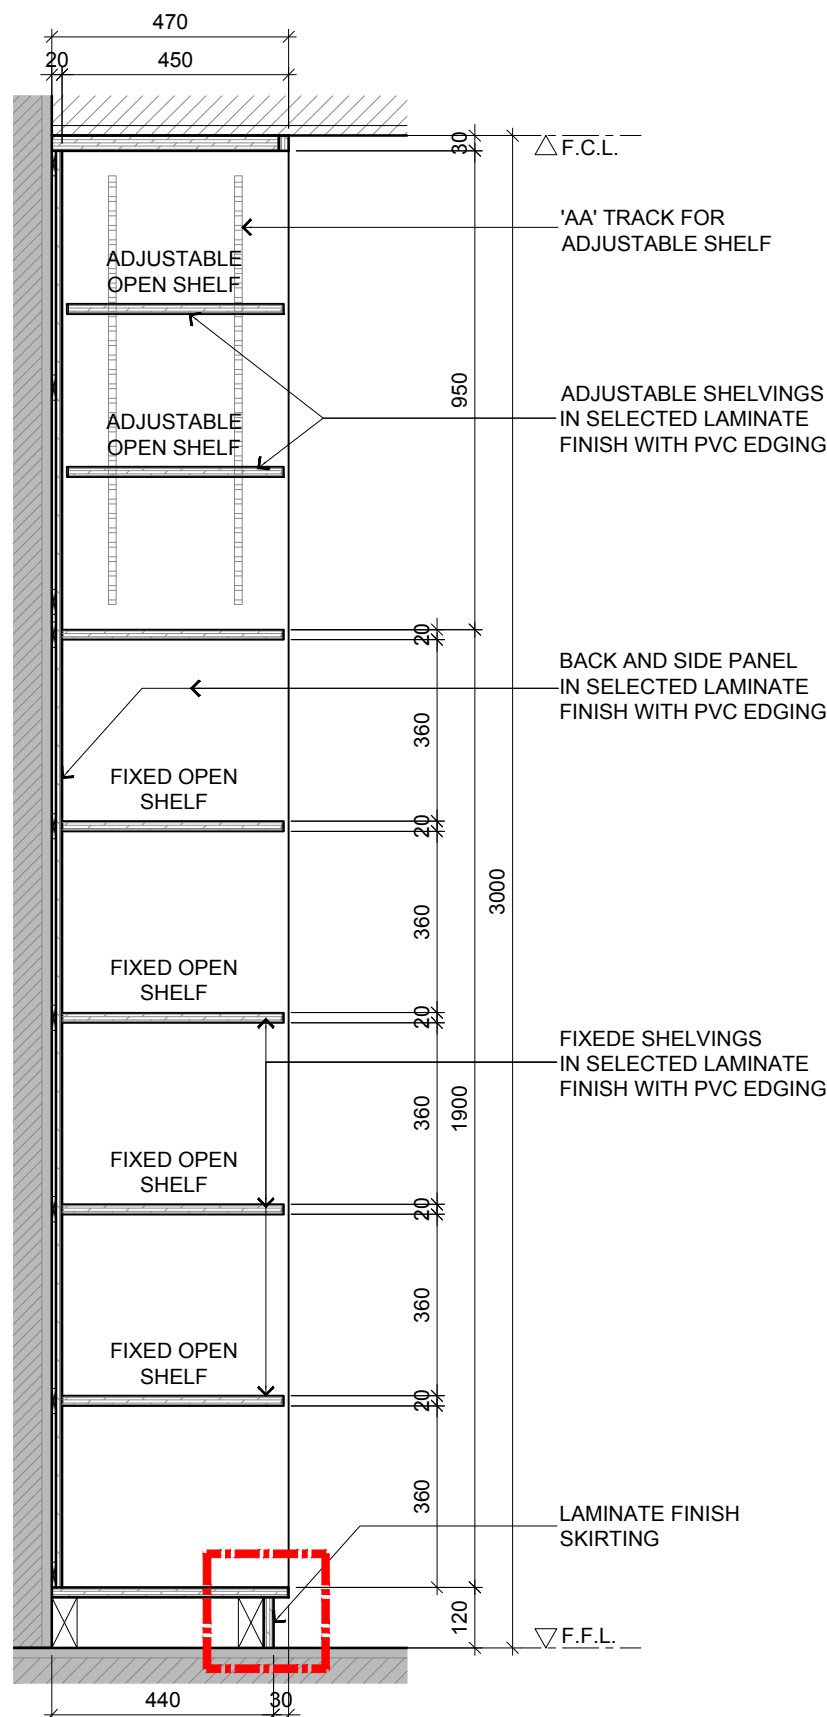 470
20
450
30
F.C.L.
'AA' TRACK FOR
ADJUSTABLE SHELF
ADJUSTABLE
OPEN SHELF
950
ADJUSTABLE SHELVINGS
IN SELECTED LAMINATE
FINISH WITH PVC EDGING
ADJUSTABLE
OPEN SHELF
20
BACK AND SIDE PANEL
IN SELECTED LAMINATE
FINISH WITH PVC EDGING
360
FIXED OPEN
SHELF
20
3000
360
FIXED OPEN
SHELF
20
FIXEDE SHELVINGS
IN SELECTED LAMINATE
FINISH WITH PVC EDGING
360
1900
FIXED OPEN
SHELF
20
360
FIXED OPEN
SHELF
20
360
LAMINATE FINISH
SKIRTING
120
F.F.L.
440
30